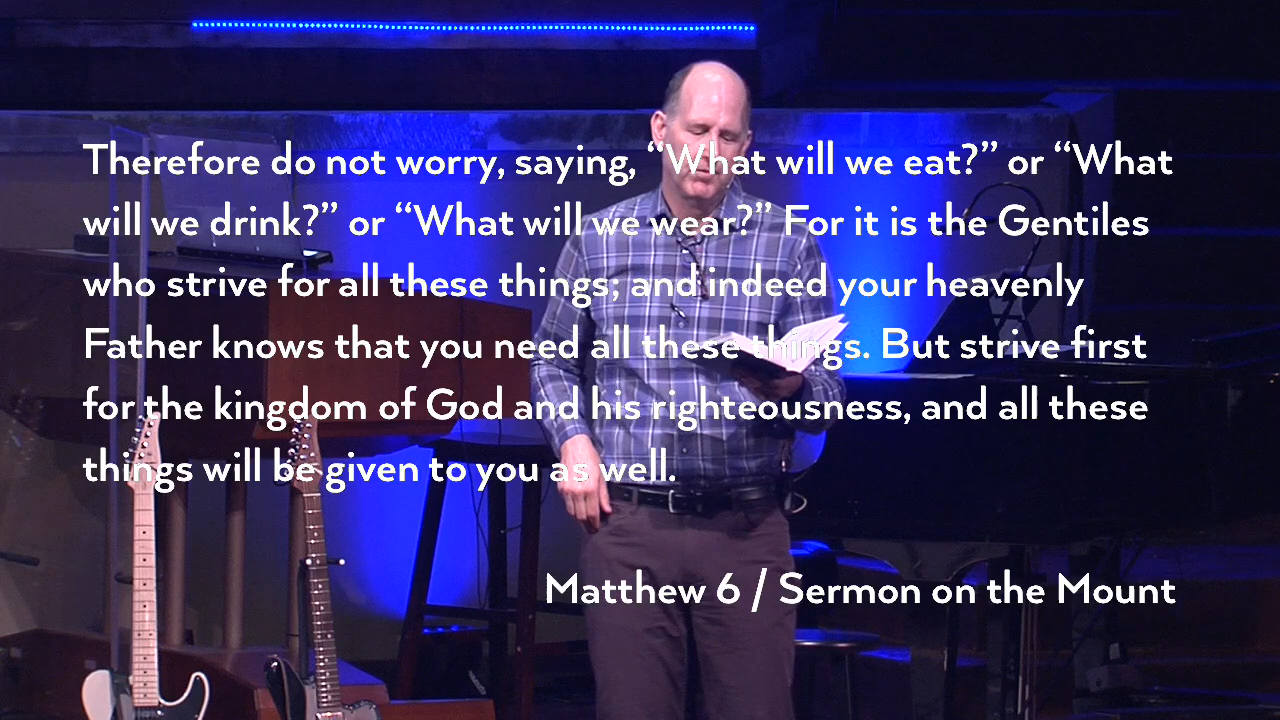 Therefore do not worry, saying, “What will we eat?” or “What
will we drink?” or “What will we wear?” For it is the Gentiles
who strive for all these things; and indeed your heavenly
Father knows that you need all these things. But strive first
for the kingdom of God and his righteousness, and all these
things will be given to you as well.
Matthew 6 / Sermon on the Mount